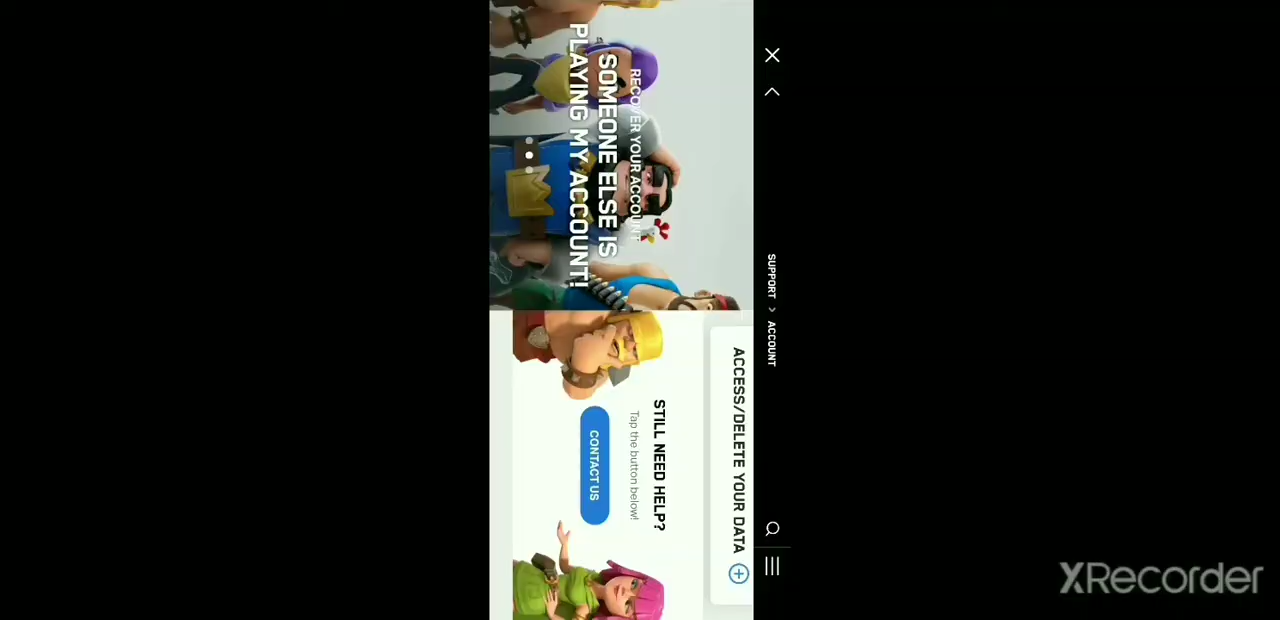 SUPPORT > ACCOUNT
ACCESS/DELETE YOUR DATA
STILL NEED HELP?
Tap the button below!
CONTACT US
RECOVER YOUR ACCOUNT
SOMEONE ELSE IS
PLAYING MY ACCOUNT!
XRecorder